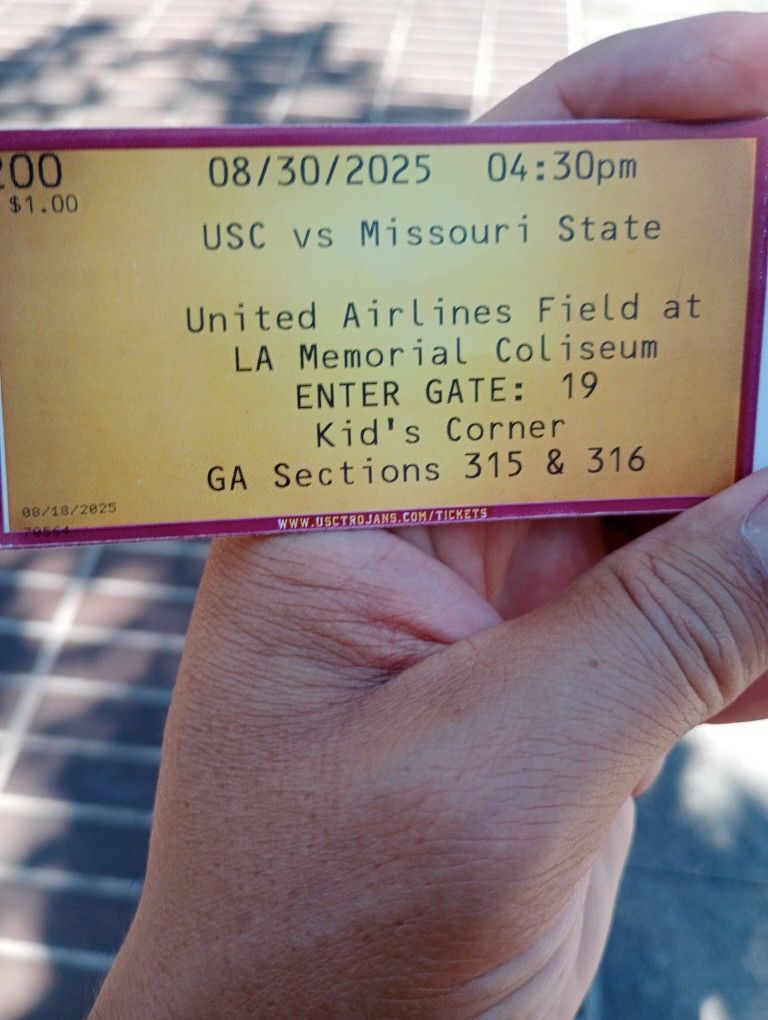 200
08/30/2025 04:30pm
$1.00
USC vs Missouri State
United Airlines Field at
LA Memorial Coliseum
ENTER GATE: 19
Kid's Corner
GA Sections 315 & 316
08/18/2025
70564
WWW.USCTROJANS.COM/TICKETS